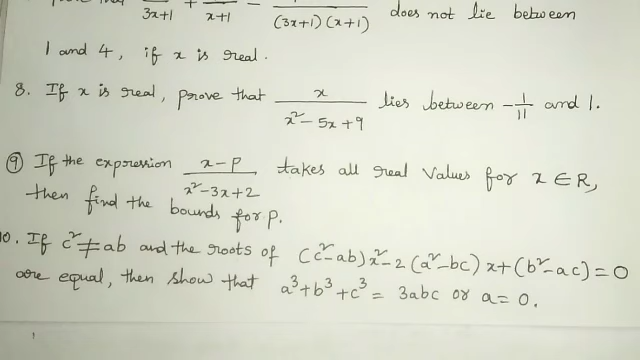 3x+1 + x+1 - (3x+1)(x+1) does not lie between
1 and 4, if x is real.
8. If x is real, prove that x / x²-5x+9 lies between -1/11 and 1.
9 If the expression x-p / x²-3x+2 takes all real values for x ∈ R,
then find the bounds for p.
10. If c² ≠ ab and the roots of (c²-ab)x²-2(a²-bc)x+(b²-ac)=0
are equal, then show that a³+b³+c³ = 3abc or a=0.